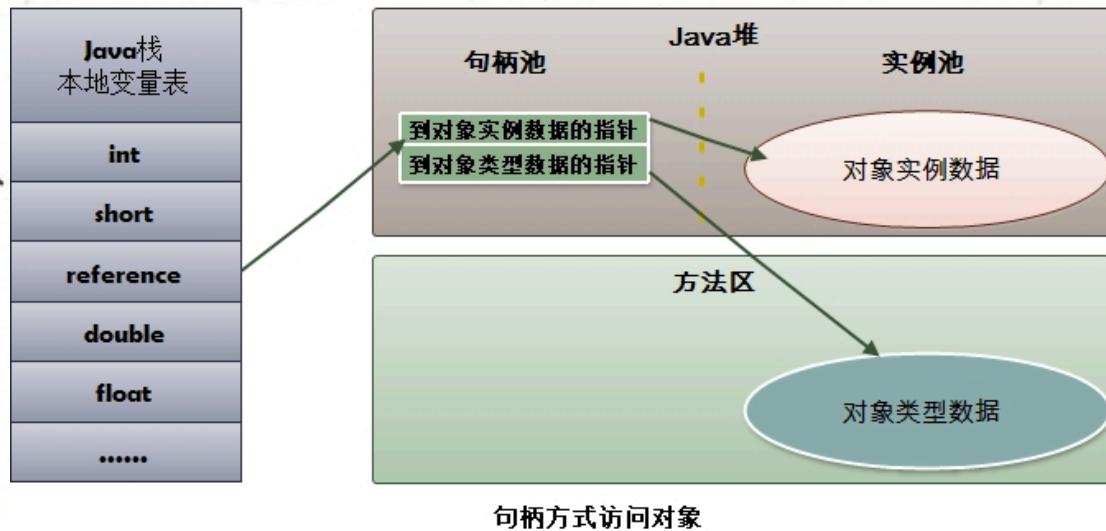 Java栈
本地变量表
int
short
reference
double
float
......
Java堆
句柄池
实例池
到对象实例数据的指针
到对象类型数据的指针
对象实例数据
方法区
对象类型数据
句柄方式访问对象